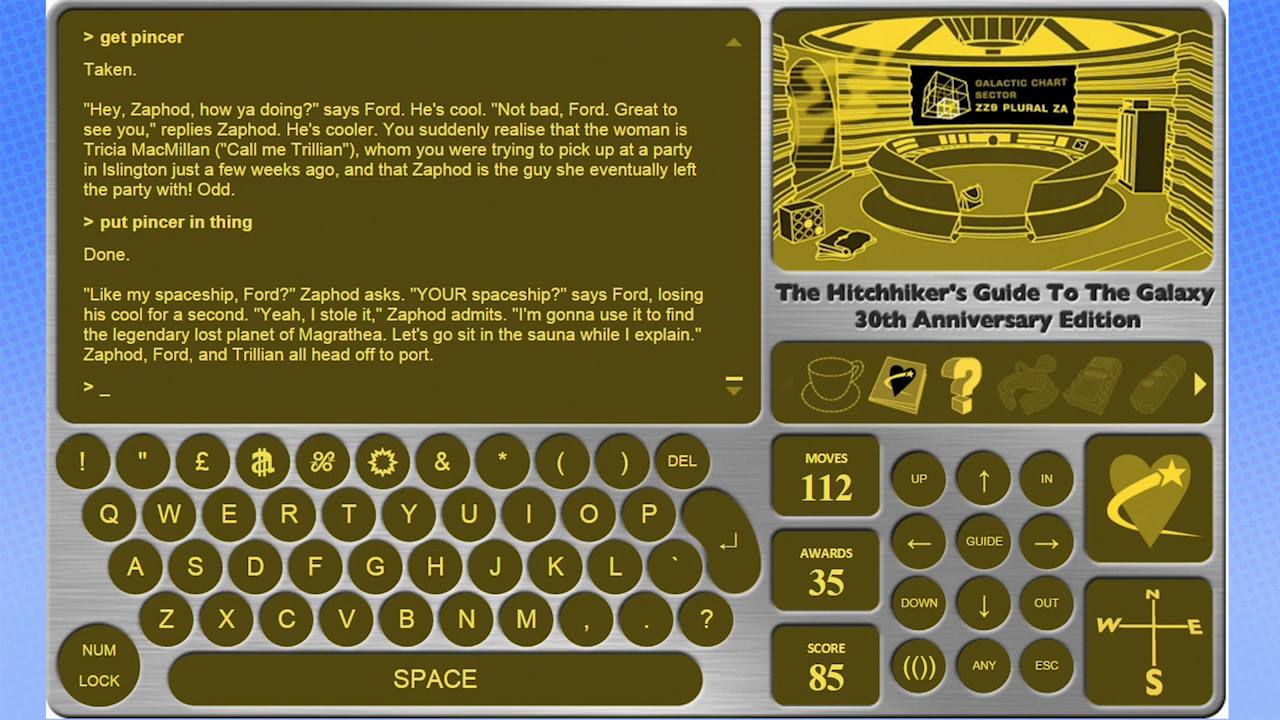 > get pincer
Taken.
"Hey, Zaphod, how ya doing?" says Ford. He's cool. "Not bad, Ford. Great to
see you," replies Zaphod. He's cooler. You suddenly realise that the woman is
Tricia MacMillan ("Call me Trillian"), whom you were trying to pick up at a party
in Islington just a few weeks ago, and that Zaphod is the guy she eventually left
the party with! Odd.
> put pincer in thing
Done.
"Like my spaceship, Ford?" Zaphod asks. "YOUR spaceship?" says Ford, losing
his cool for a second. "Yeah, I stole it," Zaphod admits. "I'm gonna use it to find
the legendary lost planet of Magrathea. Let's go sit in the sauna while I explain."
Zaphod, Ford, and Trillian all head off to port.
> _
GALACTIC CHART
SECTOR
ZZ9 PLURAL ZA
The Hitchhiker's Guide To The Galaxy
30th Anniversary Edition
! " £ & * ( ) DEL
Q W E R T Y U I O P
A S D F G H J K L `
Z X C V B N M , . ?
NUM
LOCK
SPACE
MOVES
112
AWARDS
35
SCORE
85
UP ↑ IN
← GUIDE →
DOWN ↓ OUT
(()) ANY ESC
N
W E
S